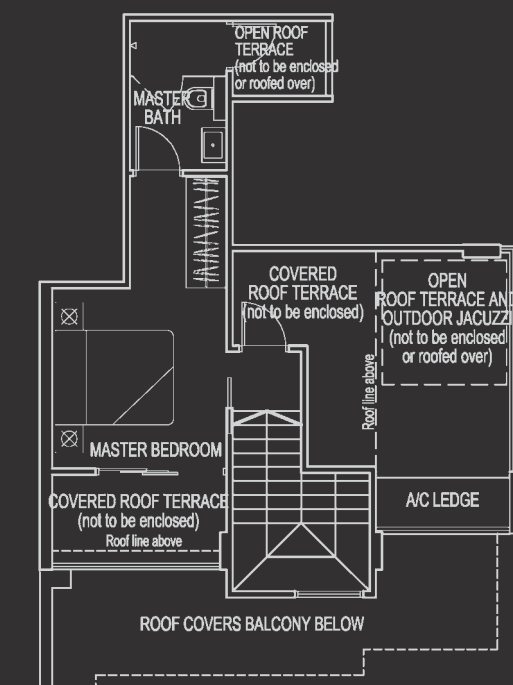 OPEN ROOF
TERRACE
(not to be enclosed
or roofed over)
MASTER
BATH
COVERED
ROOF TERRACE
(not to be enclosed)
OPEN
ROOF TERRACE AND
OUTDOOR JACUZZI
(not to be enclosed
or roofed over)
Roof line above
MASTER BEDROOM
COVERED ROOF TERRACE
(not to be enclosed)
Roof line above
A/C LEDGE
ROOF COVERS BALCONY BELOW